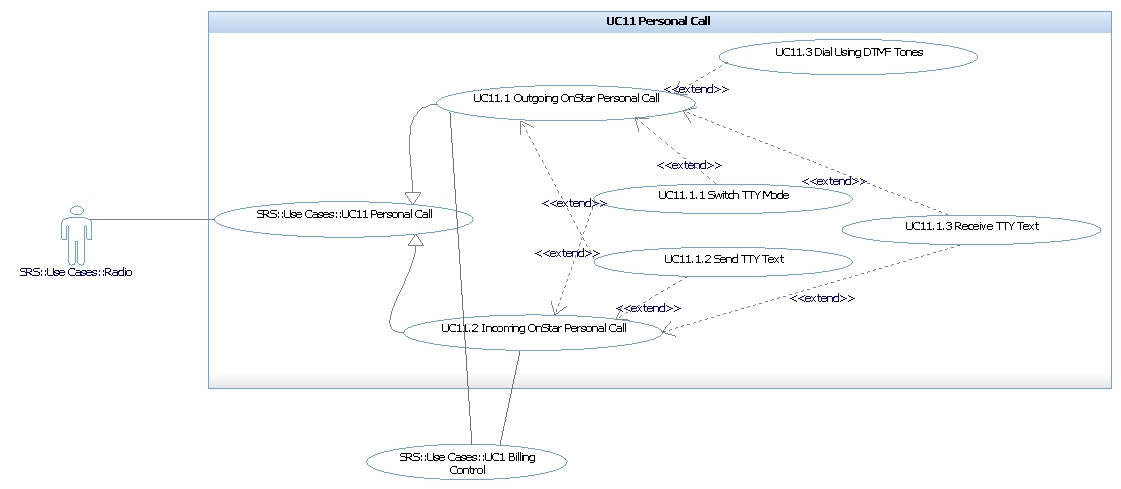 UC11 Personal Call
UC11.3 Dial Using DTMF Tones
<<extend>>
UC11.1 Outgoing OnStar Personal Call
<<extend>>
<<extend>>
UC11.1.1 Switch TTY Mode
<<extend>>
SRS::Use Cases::UC11 Personal Call
UC11.1.3 Receive TTY Text
<<extend>>
UC11.1.2 Send TTY Text
SRS::Use Cases::Radio
<<extend>>
<<extend>>
UC11.2 Incoming OnStar Personal Call
SRS::Use Cases::UC1 Billing
Control